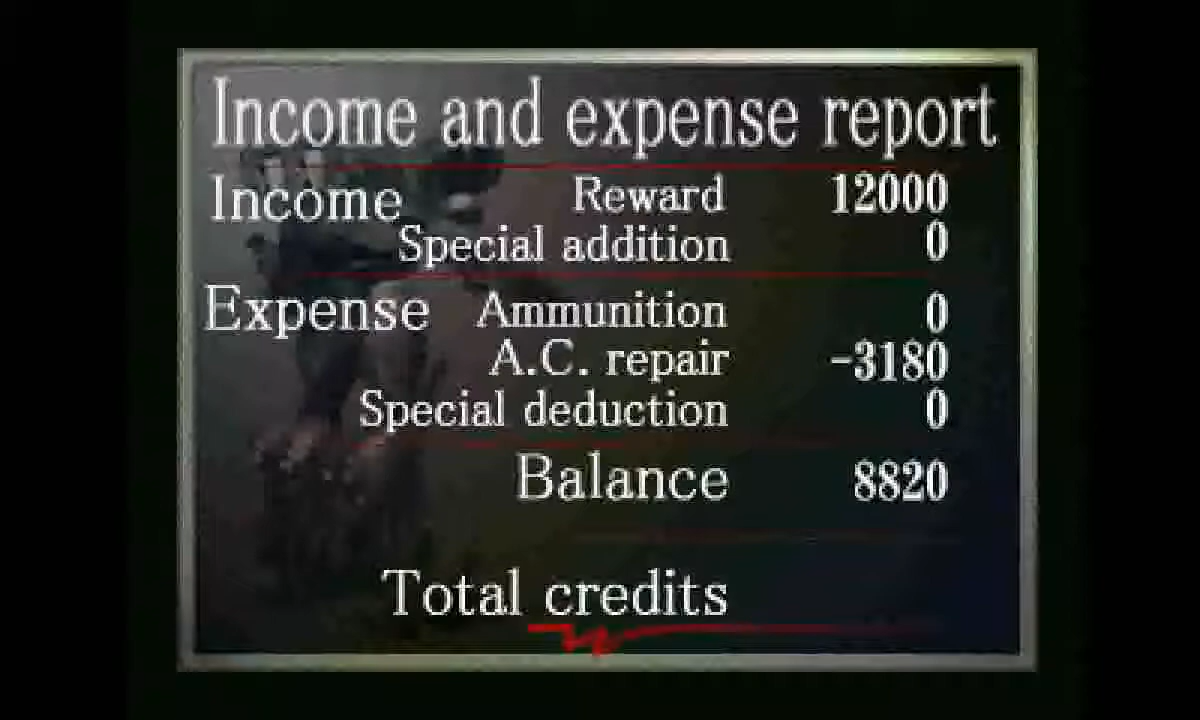 Income and expense report
Income Reward 12000
Special addition 0
Expense Ammunition 0
A.C. repair -3180
Special deduction 0
Balance 8820
Total credits